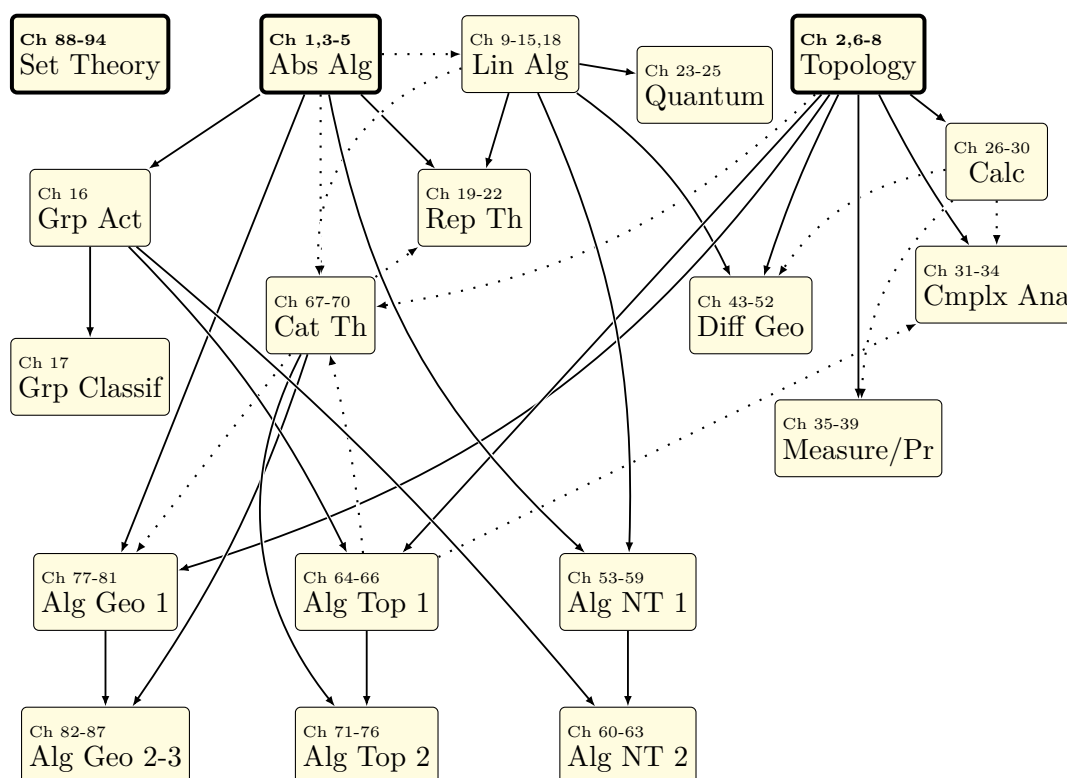 Ch 88-94
Set Theory
Ch 1,3-5
Abs Alg
Ch 9-15,18
Lin Alg
Ch 2,6-8
Topology
Ch 23-25
Quantum
Ch 26-30
Calc
Ch 16
Grp Act
Ch 19-22
Rep Th
Ch 31-34
Cmplx Ana
Ch 67-70
Cat Th
Ch 43-52
Diff Geo
Ch 17
Grp Classif
Ch 35-39
Measure/Pr
Ch 77-81
Alg Geo 1
Ch 64-66
Alg Top 1
Ch 53-59
Alg NT 1
Ch 82-87
Alg Geo 2-3
Ch 71-76
Alg Top 2
Ch 60-63
Alg NT 2